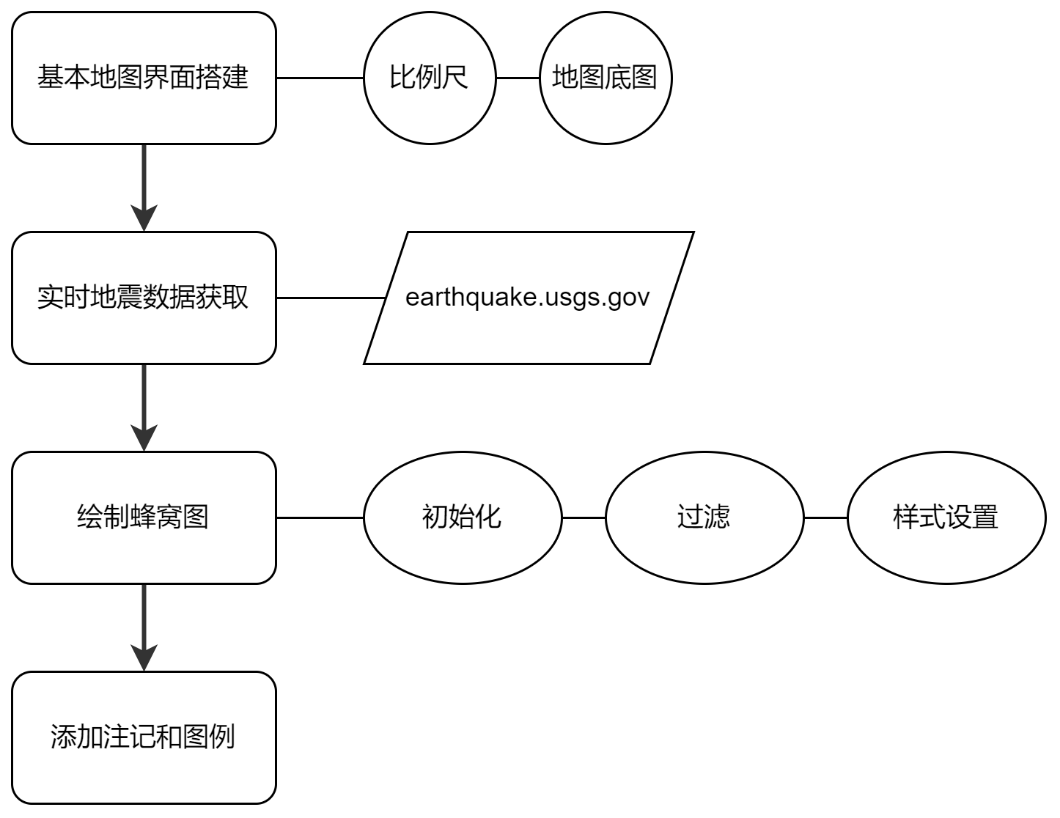 基本地图界面搭建
比例尺
地图底图
实时地震数据获取
earthquake.usgs.gov
绘制蜂窝图
初始化
过滤
样式设置
添加注记和图例